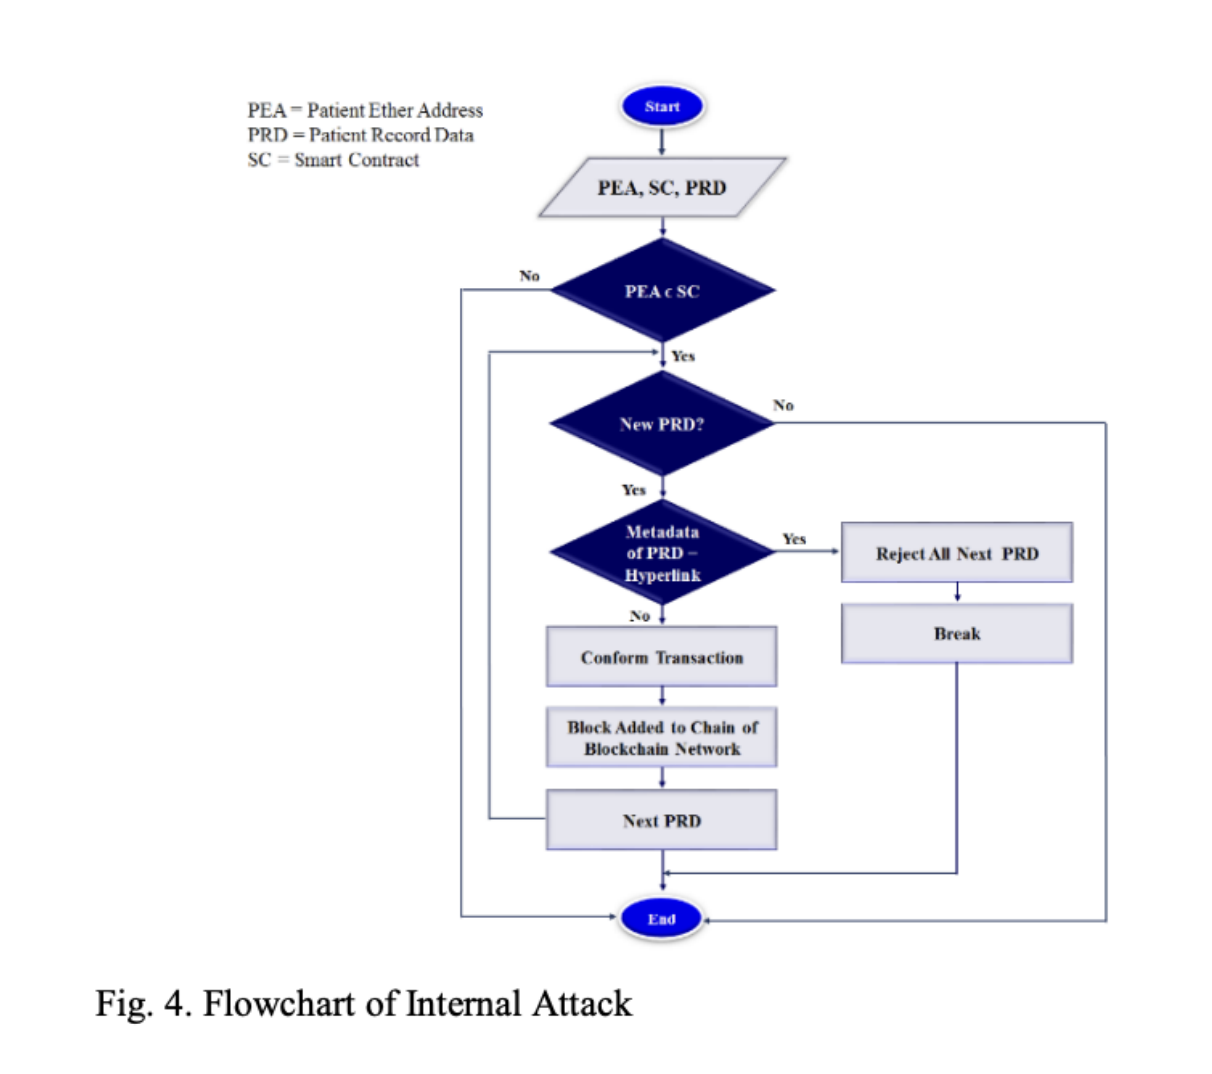 PEA = Patient Ether Address
PRD = Patient Record Data
SC = Smart Contract
Start
PEA, SC, PRD
No
PEA ϵ SC
Yes
No
New PRD?
Yes
Metadata
of PRD –
Hyperlink
Yes
Reject All Next PRD
No
Break
Conform Transaction
Block Added to Chain of
Blockchain Network
Next PRD
End
Fig. 4. Flowchart of Internal Attack